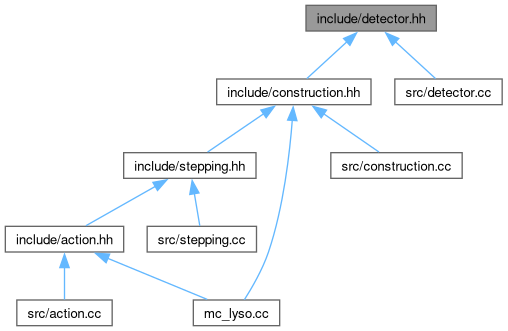 include/detector.hh
include/construction.hh
src/detector.cc
include/stepping.hh
src/construction.cc
include/action.hh
src/stepping.cc
src/action.cc
mc_lyso.cc